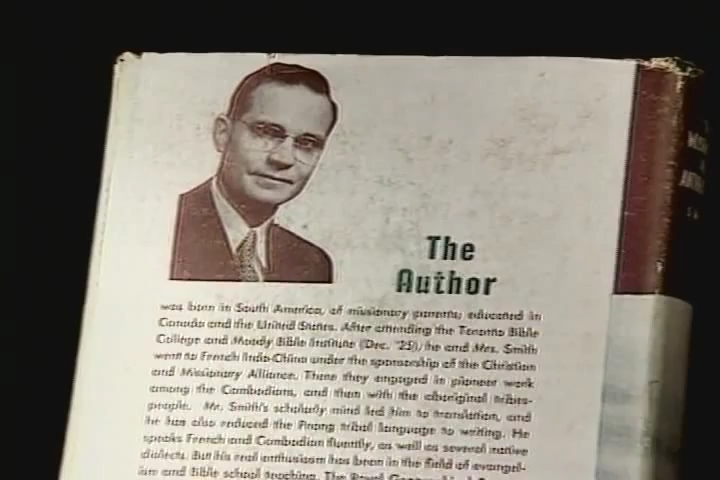 The
Author
was born in South America, of missionary parents; educated in
Canada and the United States. After attending the Toronto Bible
College and Moody Bible Institute (Dec. '25), he and Mrs. Smith
went to French Indo-China under the sponsorship of the Christian
and Missionary Alliance. There they engaged in pioneer work
among the Cambodians, and then with the aboriginal tribes-
people. Mr. Smith's scholarly mind led him to translation, and
he has also reduced the Pnong tribal language to writing. He
speaks French and Cambodian fluently, as well as several native
dialects. But his real enthusiasm has been in the field of evangel-
ism and Bible school teaching. The Royal